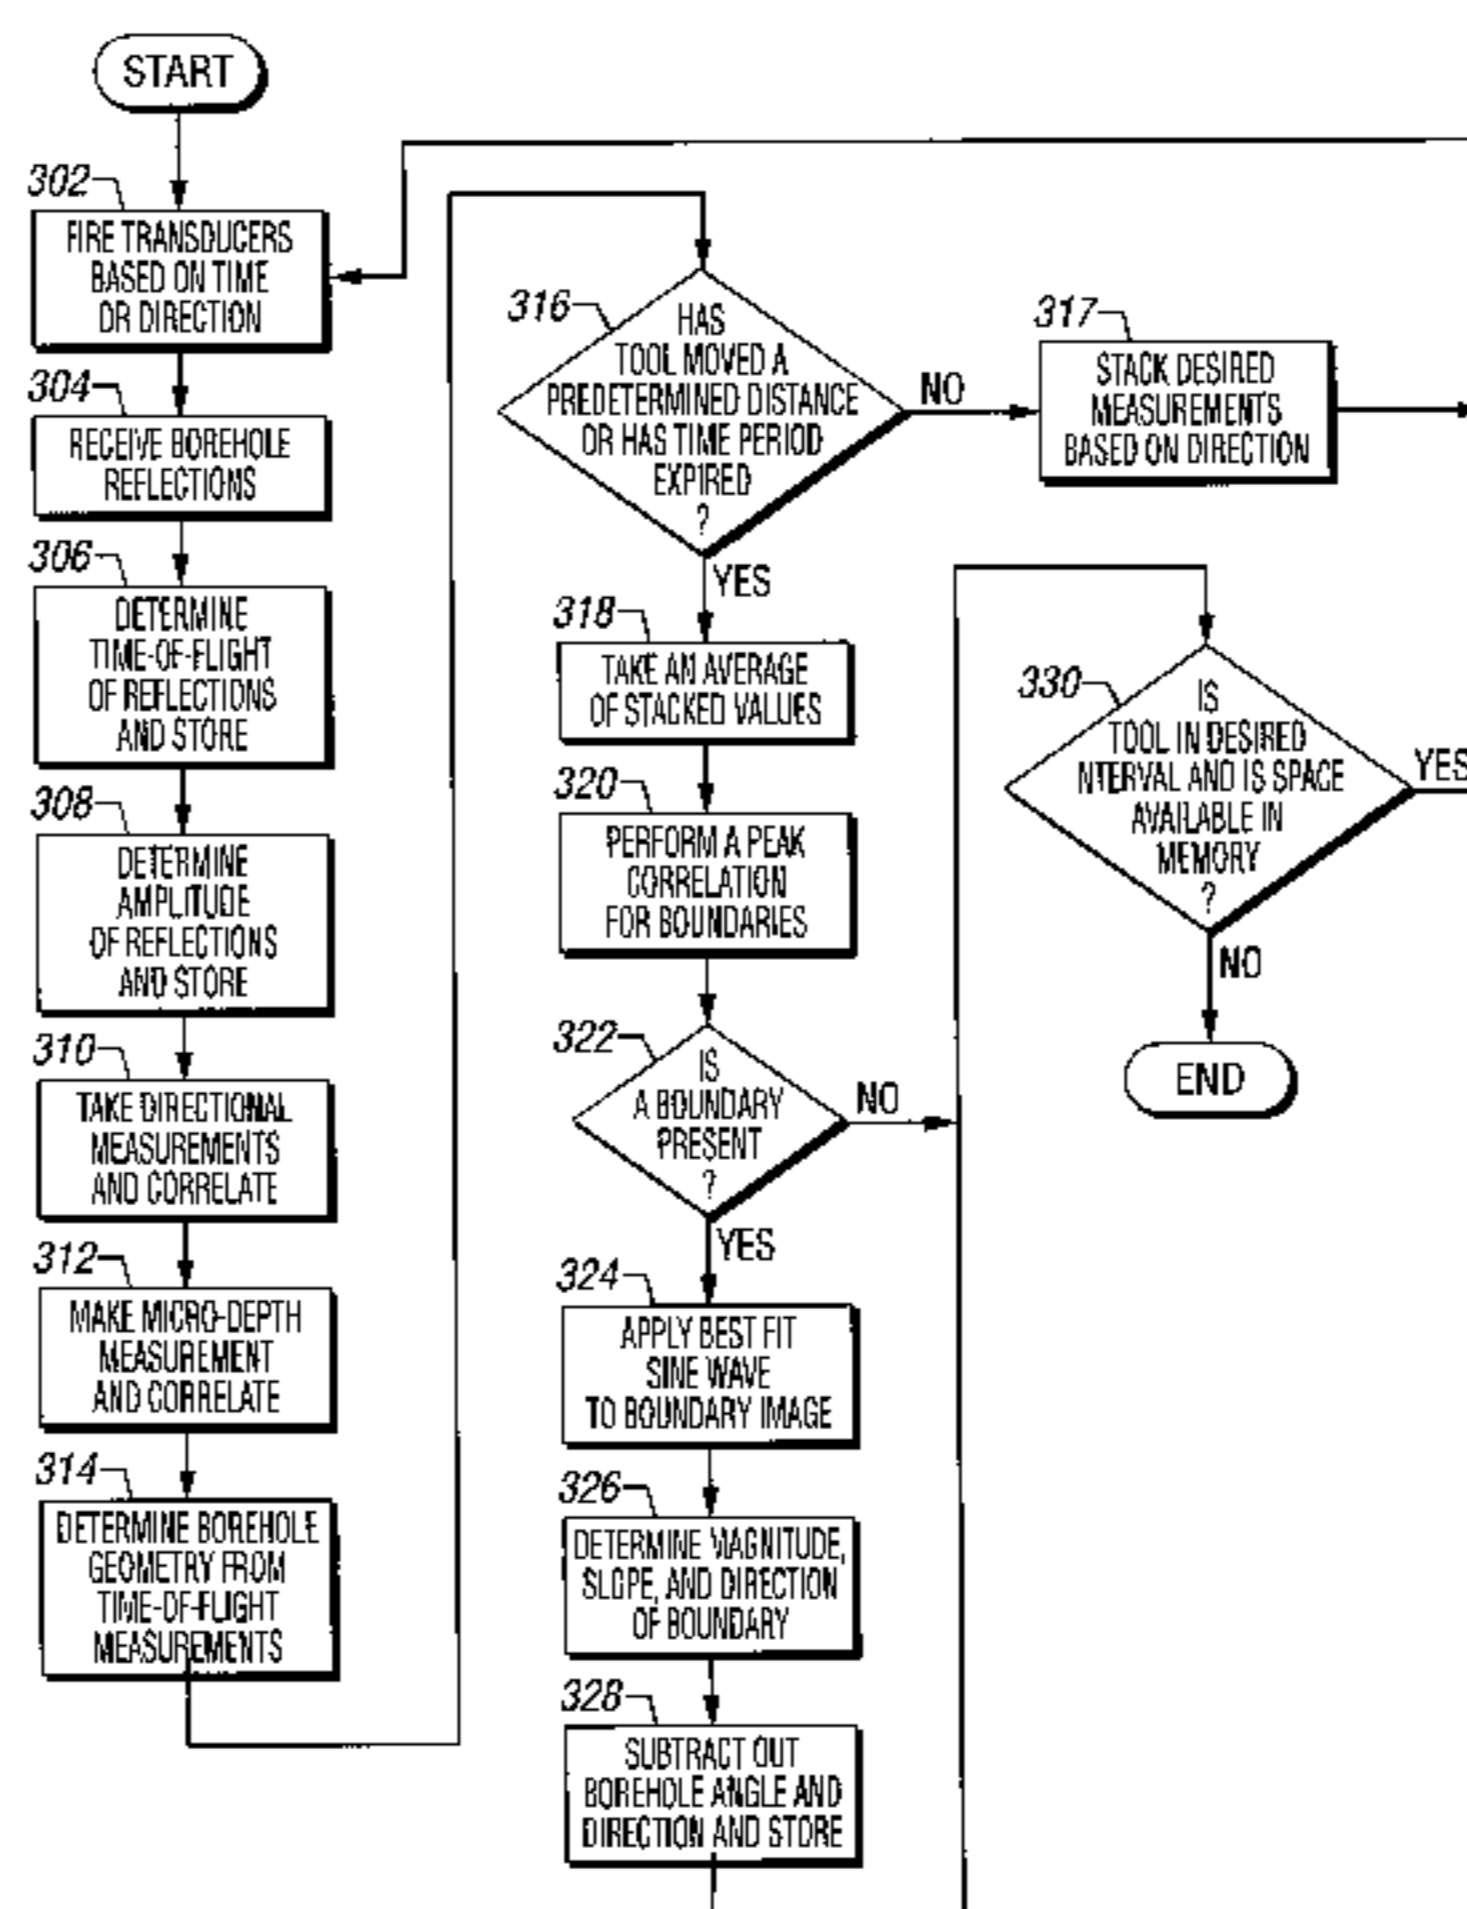 START
302
FIRE TRANSDUCERS
BASED ON TIME
OR DIRECTION
304
RECEIVE BOREHOLE
REFLECTIONS
306
DETERMINE
TIME-OF-FLIGHT
OF REFLECTIONS
AND STORE
308
DETERMINE
AMPLITUDE
OF REFLECTIONS
AND STORE
310
TAKE DIRECTIONAL
MEASUREMENTS
AND CORRELATE
312
MAKE MICRO-DEPTH
MEASUREMENT
AND CORRELATE
314
DETERMINE BOREHOLE
GEOMETRY FROM
TIME-OF-FLIGHT
MEASUREMENTS
316
HAS
TOOL MOVED A
PREDETERMINED DISTANCE
OR HAS TIME PERIOD
EXPIRED
?
NO
YES
317
STACK DESIRED
MEASUREMENTS
BASED ON DIRECTION
318
TAKE AN AVERAGE
OF STACKED VALUES
320
PERFORM A PEAK
CORRELATION
FOR BOUNDARIES
322
IS
A BOUNDARY
PRESENT
?
NO
YES
324
APPLY BEST FIT
SINE WAVE
TO BOUNDARY IMAGE
326
DETERMINE MAGNITUDE,
SLOPE, AND DIRECTION
OF BOUNDARY
328
SUBTRACT OUT
BOREHOLE ANGLE AND
DIRECTION AND STORE
330
IS
TOOL IN DESIRED
NTERVAL AND IS SPACE
AVAILABLE IN
MEMORY
?
YES
NO
END